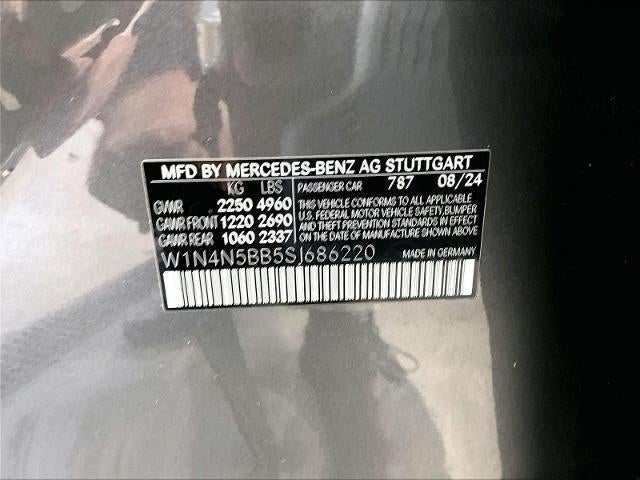 MFD BY MERCEDES-BENZ AG STUTTGART
KG LBS PASSENGER CAR 787 08/24
GVWR 2250 4960
GAWR FRONT 1220 2690
GAWR REAR 1060 2337
THIS VEHICLE CONFORMS TO ALL APPLICABLE
U.S. FEDERAL MOTOR VEHICLE SAFETY, BUMPER
AND THEFT PREVENTION STANDARDS IN EFFECT
ON THE DATE OF MANUFACTURE SHOWN ABOVE
W1N4N5BB5SJ686220 MADE IN GERMANY